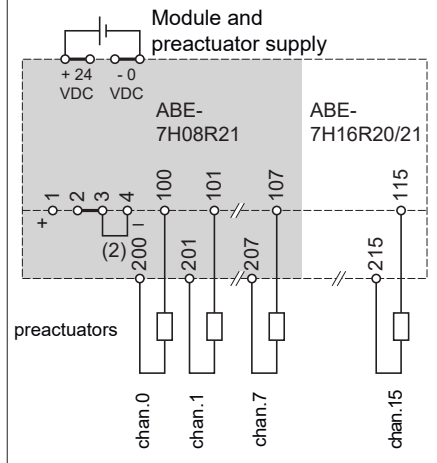 Module and
preactuator supply
+ 24
VDC
- 0
VDC
ABE-
7H08R21
ABE-
7H16R20/21
1
2
3
4
100
101
107
115
+
(2)
–
200
201
207
215
preactuators
chan.0
chan.1
chan.7
chan.15